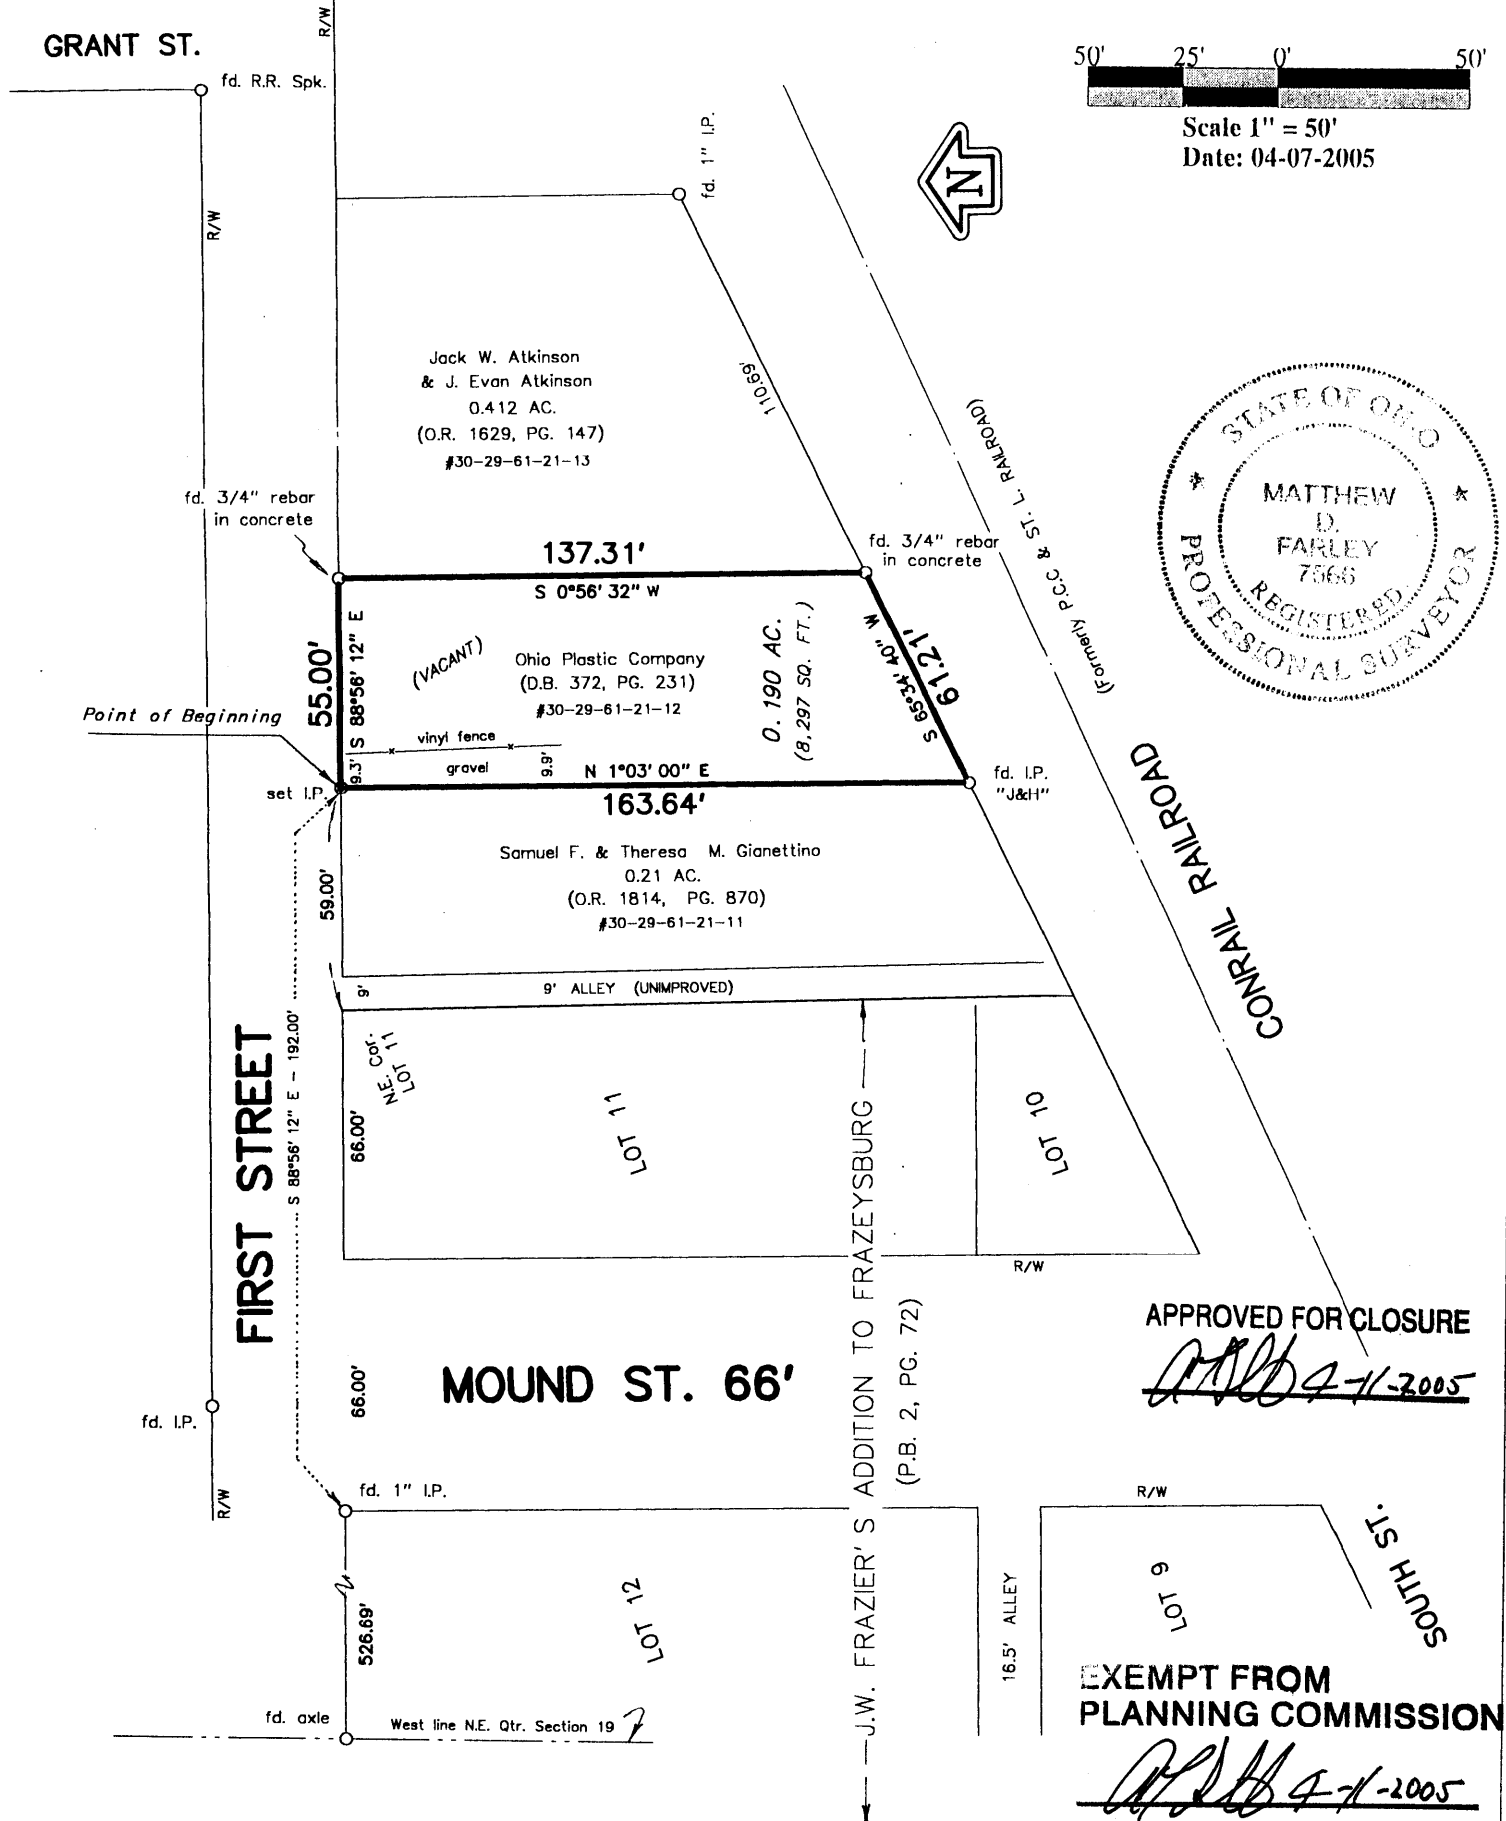 GRANT ST.
fd. R.R. Spk.
R/W
R/W
fd. 1" I.P.
50' 25' 0' 50'
Scale 1" = 50'
Date: 04-07-2005
N
Jack W. Atkinson
& J. Evan Atkinson
0.412 AC.
(O.R. 1629, PG. 147)
#30-29-61-21-13
110.69'
(Formerly P.C.C & ST. L. RAILROAD)
STATE OF OHIO
MATTHEW
D.
FARLEY
7566
REGISTERED
PROFESSIONAL SURVEYOR
fd. 3/4" rebar
in concrete
137.31'
S 0°56' 32" W
fd. 3/4" rebar
in concrete
55.00'
S 88°56' 12" E
(VACANT)
Ohio Plastic Company
(D.B. 372, PG. 231)
#30-29-61-21-12
0.190 AC.
(8,297 SQ. FT.)
S 65°34' 40" W
61.21'
Point of Beginning
vinyl fence
gravel
9.3'
9.9'
N 1°03' 00" E
163.64'
set I.P.
fd. I.P.
"J&H"
CONRAIL RAILROAD
Samuel F. & Theresa M. Gianettino
0.21 AC.
(O.R. 1814, PG. 870)
#30-29-61-21-11
59.00'
9'
9' ALLEY (UNIMPROVED)
FIRST STREET
S 88°56' 12" E - 192.00'
N.E. Cor.
LOT 11
66.00'
LOT 11
LOT 10
R/W
J.W. FRAZIER'S ADDITION TO FRAZEYSBURG
(P.B. 2, PG. 72)
MOUND ST. 66'
66.00'
APPROVED FOR CLOSURE
4-11-2005
fd. I.P.
R/W
fd. 1" I.P.
R/W
SOUTH ST.
526.69'
LOT 12
16.5' ALLEY
LOT 9
fd. axle
West line N.E. Qtr. Section 19
EXEMPT FROM
PLANNING COMMISSION
4-11-2005